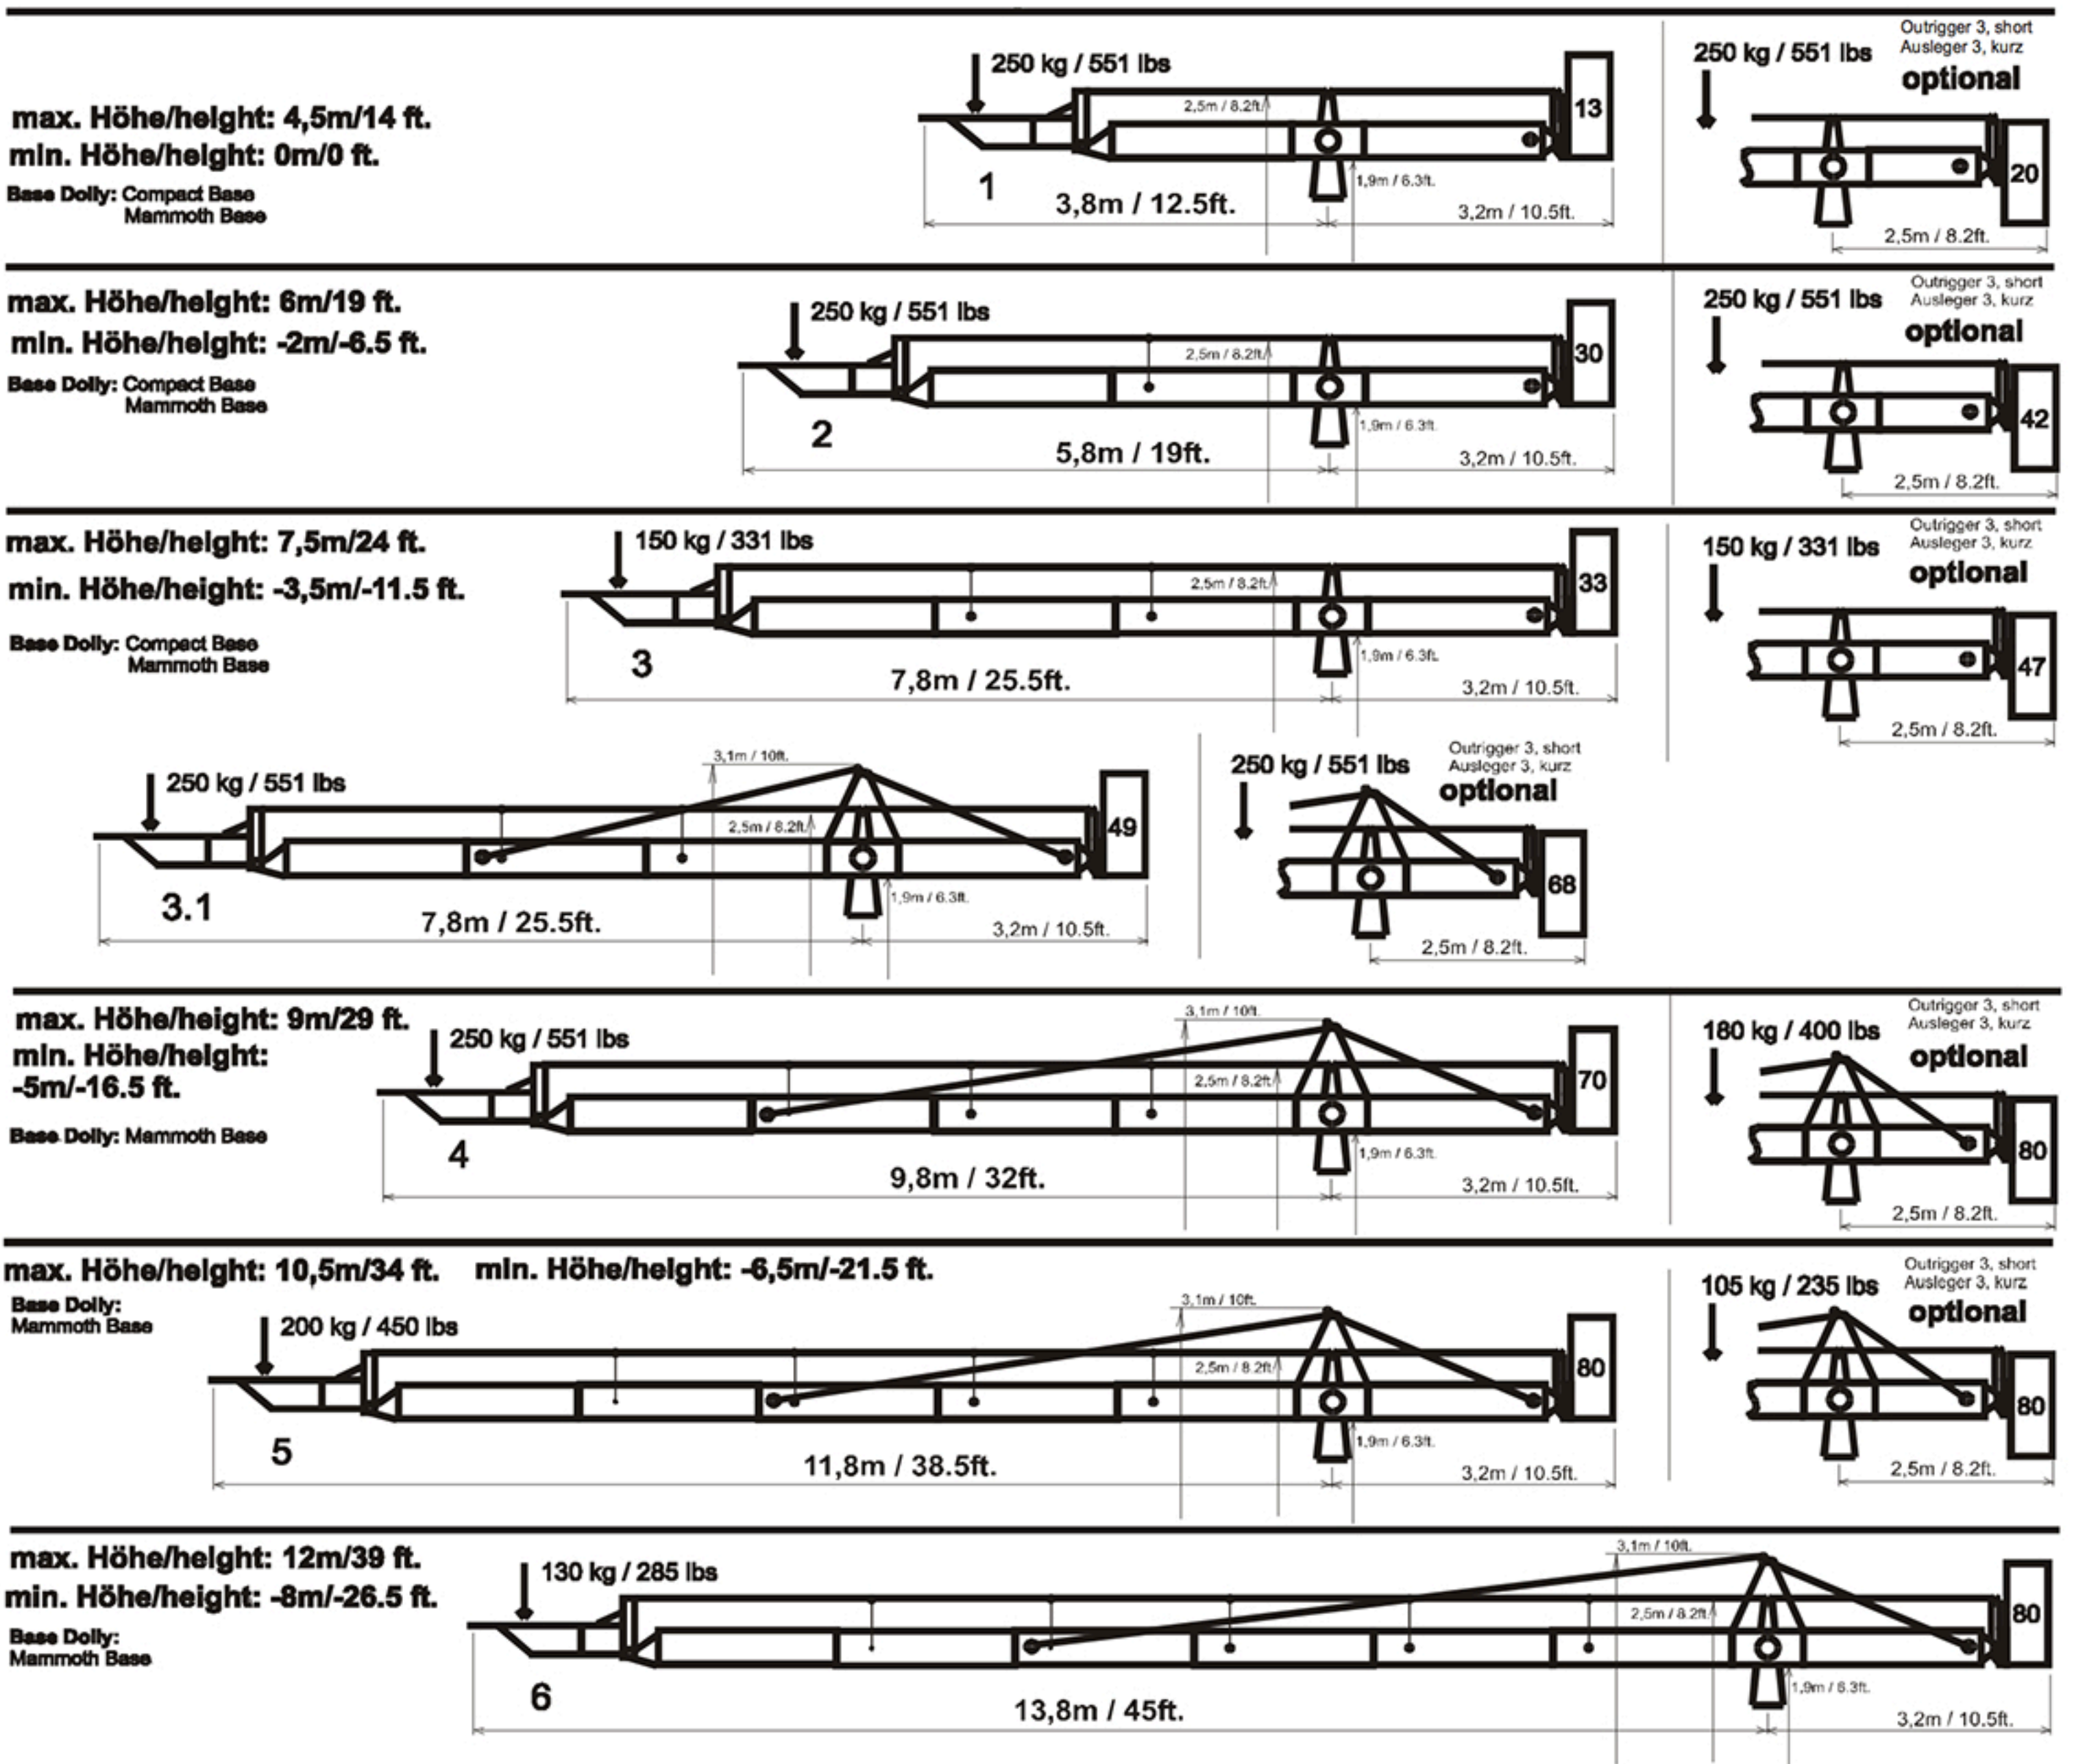 max. Höhe/height: 4,5m/14 ft.
min. Höhe/height: 0m/0 ft.
Base Dolly: Compact Base
Mammoth Base
250 kg / 551 lbs
2,5m / 8.2ft.
13
1,9m / 6.3ft.
1
3,8m / 12.5ft.
3,2m / 10.5ft.
Outrigger 3, short
Ausleger 3, kurz
250 kg / 551 lbs
optional
20
2,5m / 8.2ft.
max. Höhe/height: 6m/19 ft.
min. Höhe/height: -2m/-6.5 ft.
Base Dolly: Compact Base
Mammoth Base
250 kg / 551 lbs
2,5m / 8.2ft.
30
1,9m / 6.3ft.
2
5,8m / 19ft.
3,2m / 10.5ft.
Outrigger 3, short
Ausleger 3, kurz
250 kg / 551 lbs
optional
42
2,5m / 8.2ft.
max. Höhe/height: 7,5m/24 ft.
min. Höhe/height: -3,5m/-11.5 ft.
Base Dolly: Compact Base
Mammoth Base
150 kg / 331 lbs
2,5m / 8.2ft.
33
1,9m / 6.3ft.
3
7,8m / 25.5ft.
3,2m / 10.5ft.
Outrigger 3, short
Ausleger 3, kurz
150 kg / 331 lbs
optional
47
2,5m / 8.2ft.
250 kg / 551 lbs
3,1m / 10ft.
2,5m / 8.2ft.
49
1,9m / 6.3ft.
3.1
7,8m / 25.5ft.
3,2m / 10.5ft.
Outrigger 3, short
Ausleger 3, kurz
250 kg / 551 lbs
optional
68
2,5m / 8.2ft.
max. Höhe/height: 9m/29 ft.
min. Höhe/height:
-5m/-16.5 ft.
Base Dolly: Mammoth Base
250 kg / 551 lbs
3,1m / 10ft.
2,5m / 8.2ft.
70
1,9m / 6.3ft.
4
9,8m / 32ft.
3,2m / 10.5ft.
Outrigger 3, short
Ausleger 3, kurz
180 kg / 400 lbs
optional
80
2,5m / 8.2ft.
max. Höhe/height: 10,5m/34 ft. min. Höhe/height: -6,5m/-21.5 ft.
Base Dolly:
Mammoth Base
200 kg / 450 lbs
3,1m / 10ft.
2,5m / 8.2ft.
80
1,9m / 6.3ft.
5
11,8m / 38.5ft.
3,2m / 10.5ft.
Outrigger 3, short
Ausleger 3, kurz
105 kg / 235 lbs
optional
80
2,5m / 8.2ft.
max. Höhe/height: 12m/39 ft.
min. Höhe/height: -8m/-26.5 ft.
Base Dolly:
Mammoth Base
130 kg / 285 lbs
3,1m / 10ft.
2,5m / 8.2ft.
80
1,9m / 6.3ft.
6
13,8m / 45ft.
3,2m / 10.5ft.